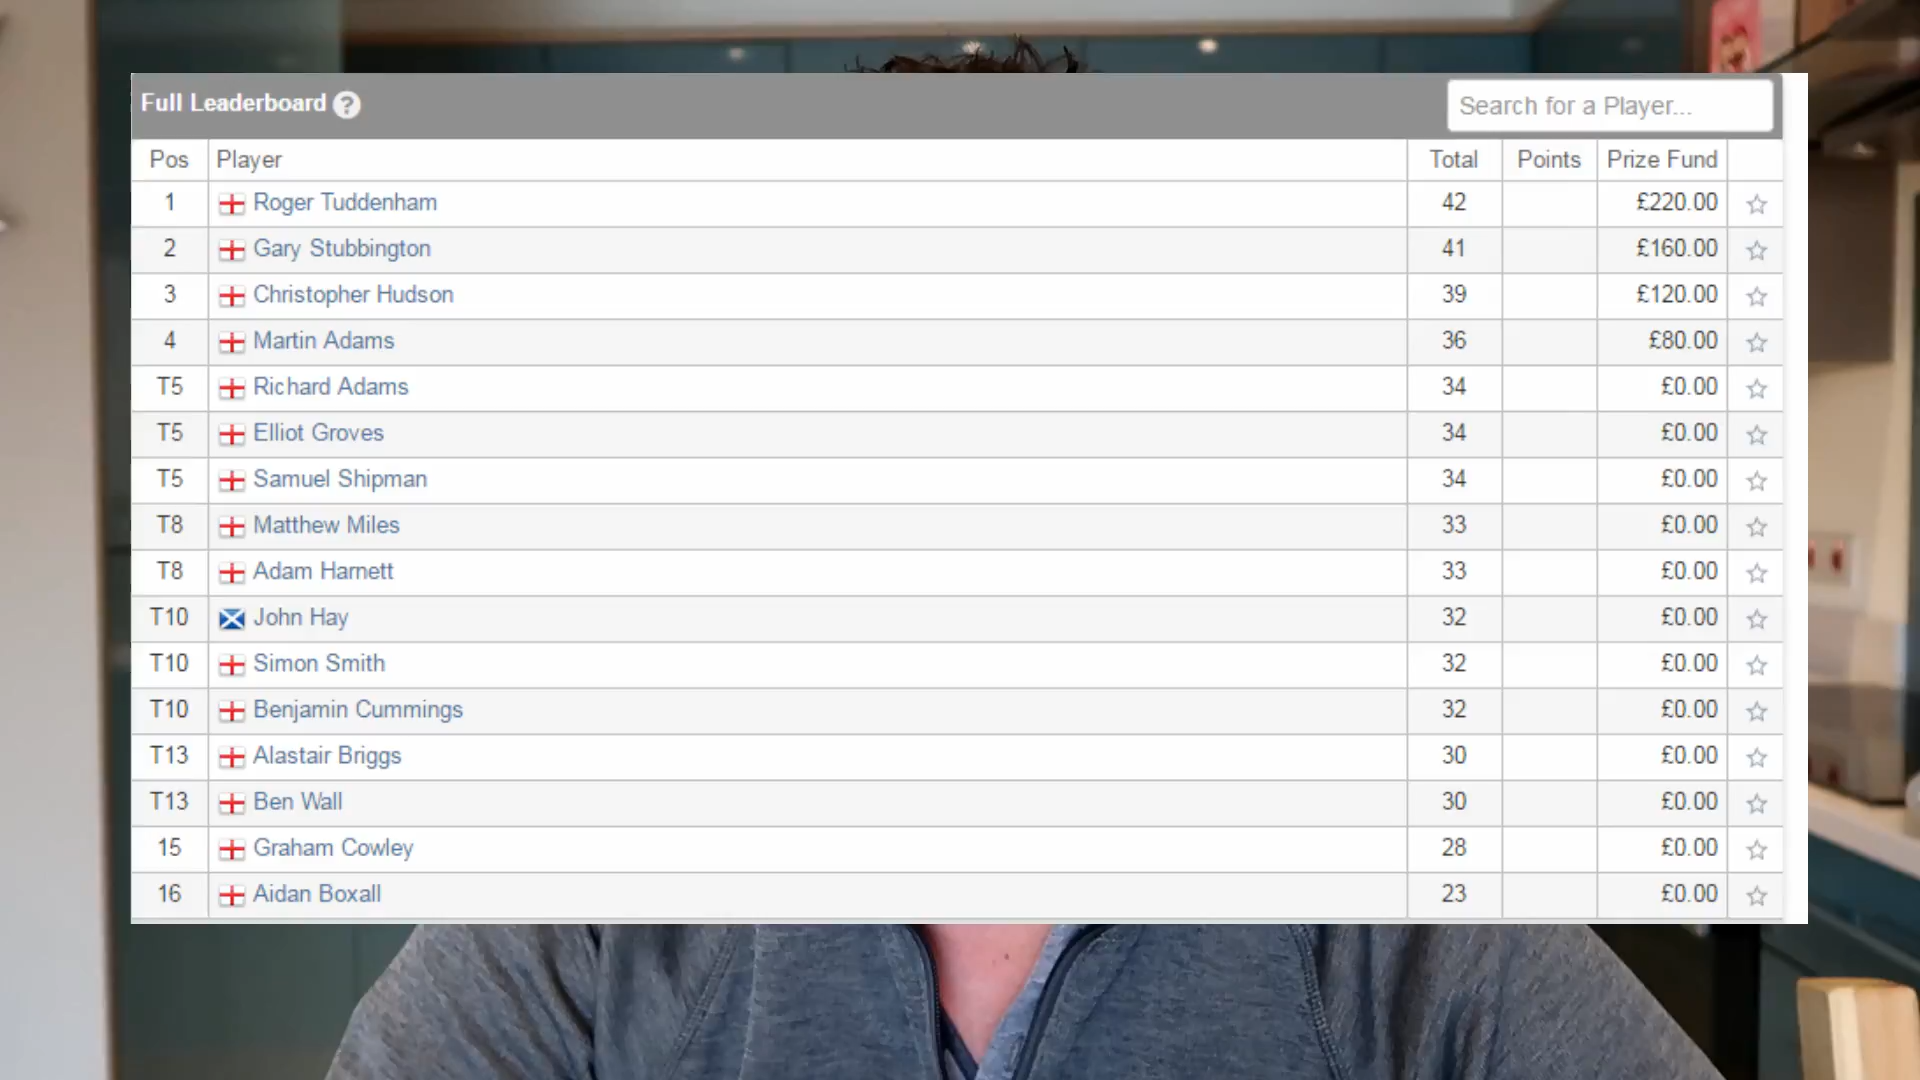 Full Leaderboard ?
Search for a Player...
Pos Player Total Points Prize Fund
1 Roger Tuddenham 42 £220.00
2 Gary Stubbington 41 £160.00
3 Christopher Hudson 39 £120.00
4 Martin Adams 36 £80.00
T5 Richard Adams 34 £0.00
T5 Elliot Groves 34 £0.00
T5 Samuel Shipman 34 £0.00
T8 Matthew Miles 33 £0.00
T8 Adam Harnett 33 £0.00
T10 John Hay 32 £0.00
T10 Simon Smith 32 £0.00
T10 Benjamin Cummings 32 £0.00
T13 Alastair Briggs 30 £0.00
T13 Ben Wall 30 £0.00
15 Graham Cowley 28 £0.00
16 Aidan Boxall 23 £0.00